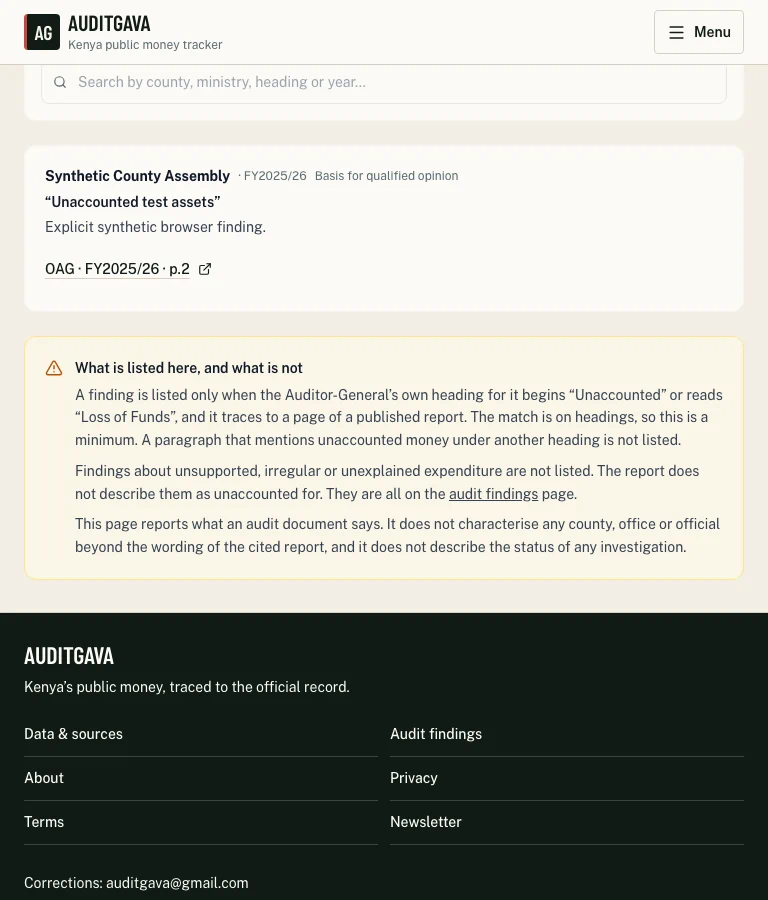 AG
AUDITGAVA
Kenya public money tracker
Menu
Search by county, ministry, heading or year...
Synthetic County Assembly · FY2025/26 Basis for qualified opinion
“Unaccounted test assets”
Explicit synthetic browser finding.
OAG · FY2025/26 · p.2
What is listed here, and what is not
A finding is listed only when the Auditor-General’s own heading for it begins “Unaccounted” or reads
“Loss of Funds”, and it traces to a page of a published report. The match is on headings, so this is a
minimum. A paragraph that mentions unaccounted money under another heading is not listed.
Findings about unsupported, irregular or unexplained expenditure are not listed. The report does
not describe them as unaccounted for. They are all on the audit findings page.
This page reports what an audit document says. It does not characterise any county, office or official
beyond the wording of the cited report, and it does not describe the status of any investigation.
AUDITGAVA
Kenya’s public money, traced to the official record.
Data & sources
Audit findings
About
Privacy
Terms
Newsletter
Corrections: auditgava@gmail.com